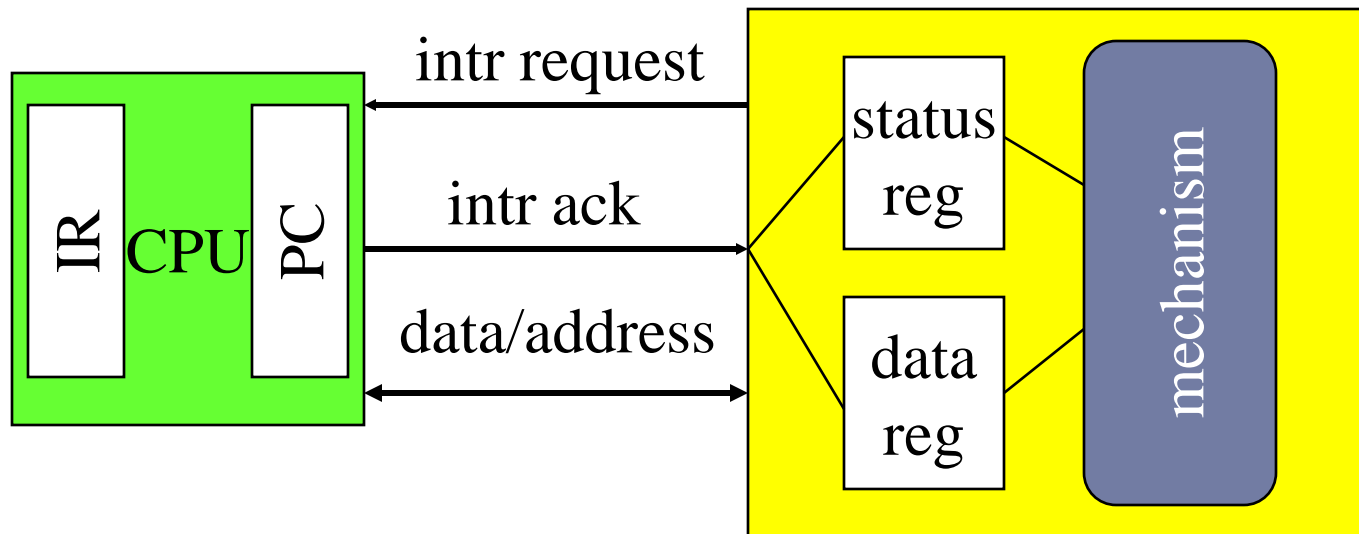 IR
CPU
PC
intr request
intr ack
data/address
status
reg
data
reg
mechanism